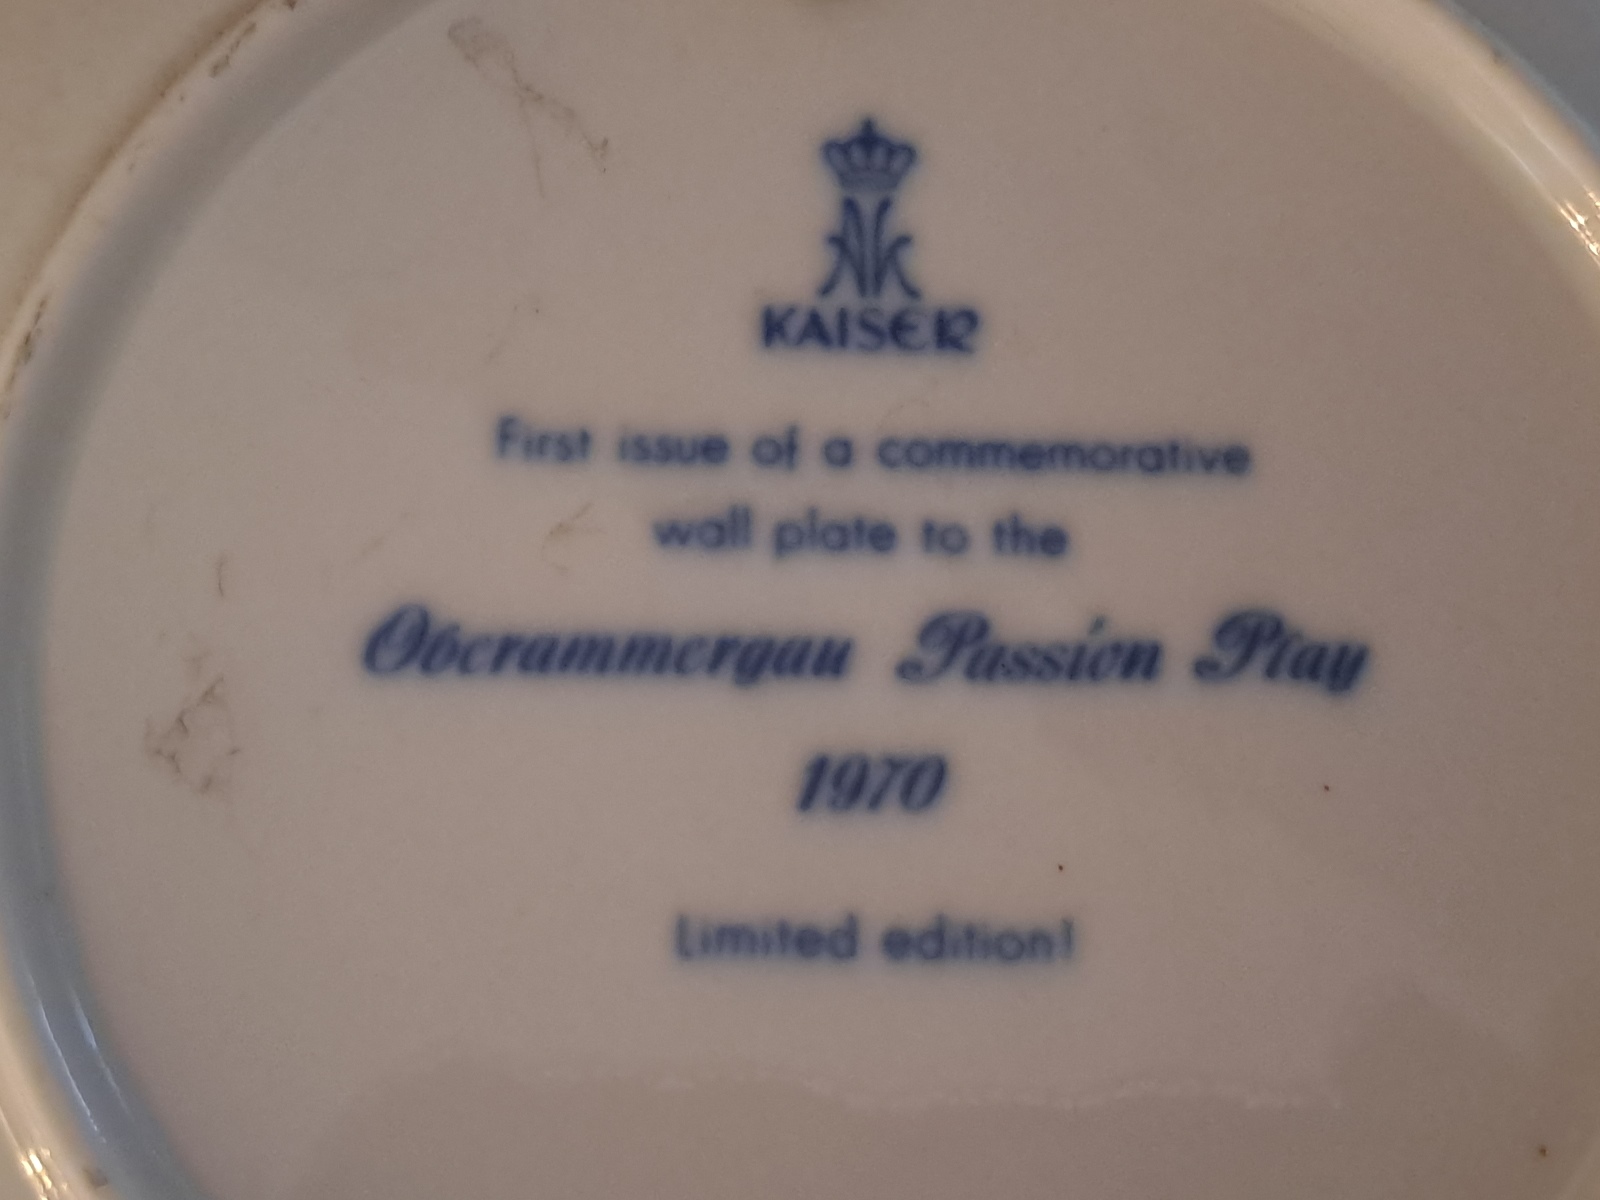 KAISER
First issue of a commemorative
wall plate to the
Oberammergau Passion Play
1970
Limited edition!